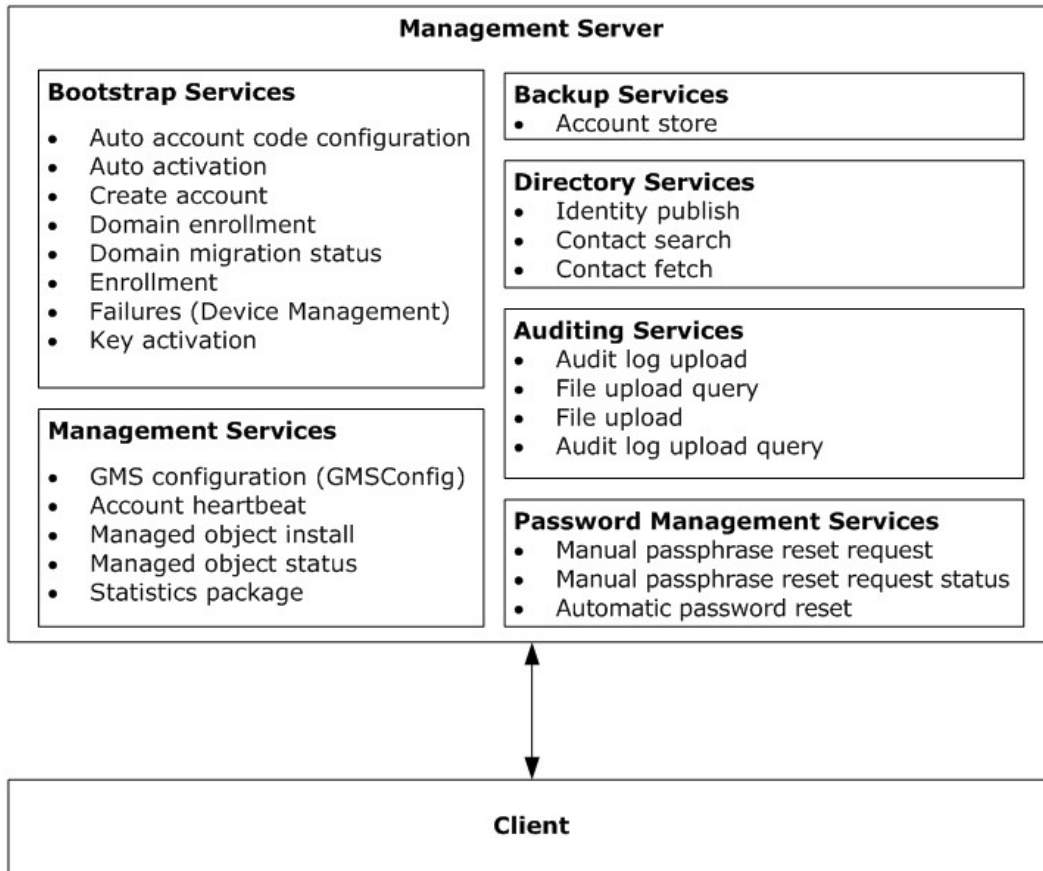 Management Server
Bootstrap Services
• Auto account code configuration
• Auto activation
• Create account
• Domain enrollment
• Domain migration status
• Enrollment
• Failures (Device Management)
• Key activation
Management Services
• GMS configuration (GMSConfig)
• Account heartbeat
• Managed object install
• Managed object status
• Statistics package
Backup Services
• Account store
Directory Services
• Identity publish
• Contact search
• Contact fetch
Auditing Services
• Audit log upload
• File upload query
• File upload
• Audit log upload query
Password Management Services
• Manual passphrase reset request
• Manual passphrase reset request status
• Automatic password reset
Client